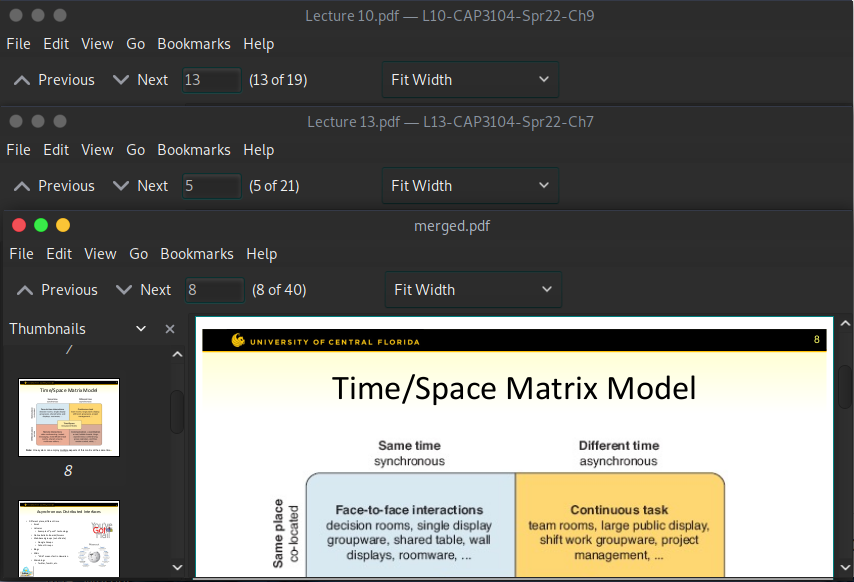 Lecture 10.pdf — L10-CAP3104-Spr22-Ch9
File Edit View Go Bookmarks Help
Previous Next 13 (13 of 19) Fit Width
Lecture 13.pdf — L13-CAP3104-Spr22-Ch7
File Edit View Go Bookmarks Help
Previous Next 5 (5 of 21) Fit Width
merged.pdf
File Edit View Go Bookmarks Help
Previous Next 8 (8 of 40) Fit Width
Thumbnails
7
Time/Space Matrix Model
8
Asynchronous Distributed Interfaces
UNIVERSITY OF CENTRAL FLORIDA 8
Time/Space Matrix Model
Same time
synchronous
Different time
asynchronous
Same place
co-located
Face-to-face interactions
decision rooms, single display
groupware, shared table, wall
displays, roomware, ...
Continuous task
team rooms, large public display,
shift work groupware, project
management, ...